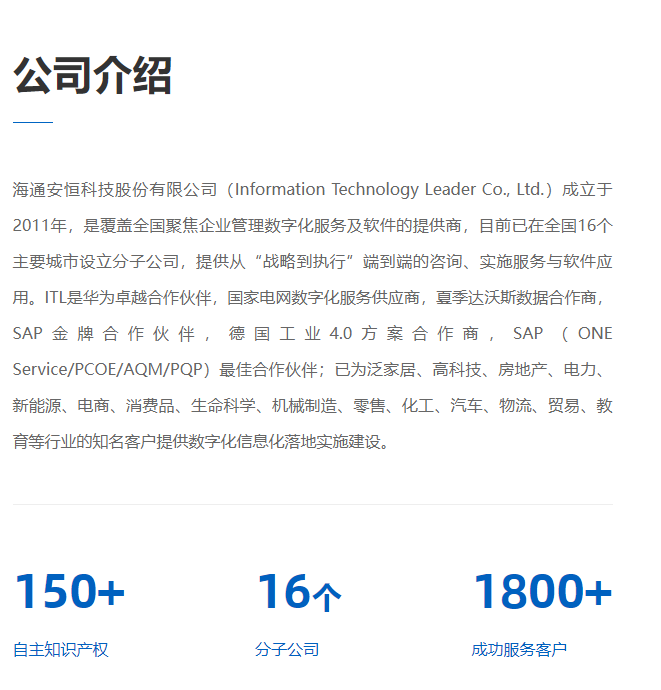 公司介绍
海通安恒科技股份有限公司（Information Technology Leader Co., Ltd.）成立于
2011年，是覆盖全国聚焦企业管理数字化服务及软件的提供商，目前已在全国16个
主要城市设立分子公司，提供从“战略到执行”端到端的咨询、实施服务与软件应
用。ITL是华为卓越合作伙伴，国家电网数字化服务供应商，夏季达沃斯数据合作商，
SAP金牌合作伙伴，德国工业4.0方案合作商，SAP（ONE
Service/PCOE/AQM/PQP）最佳合作伙伴；已为泛家居、高科技、房地产、电力、
新能源、电商、消费品、生命科学、机械制造、零售、化工、汽车、物流、贸易、教
育等行业的知名客户提供数字化信息化落地实施建设。
150+ 16个 1800+
自主知识产权 分子公司 成功服务客户